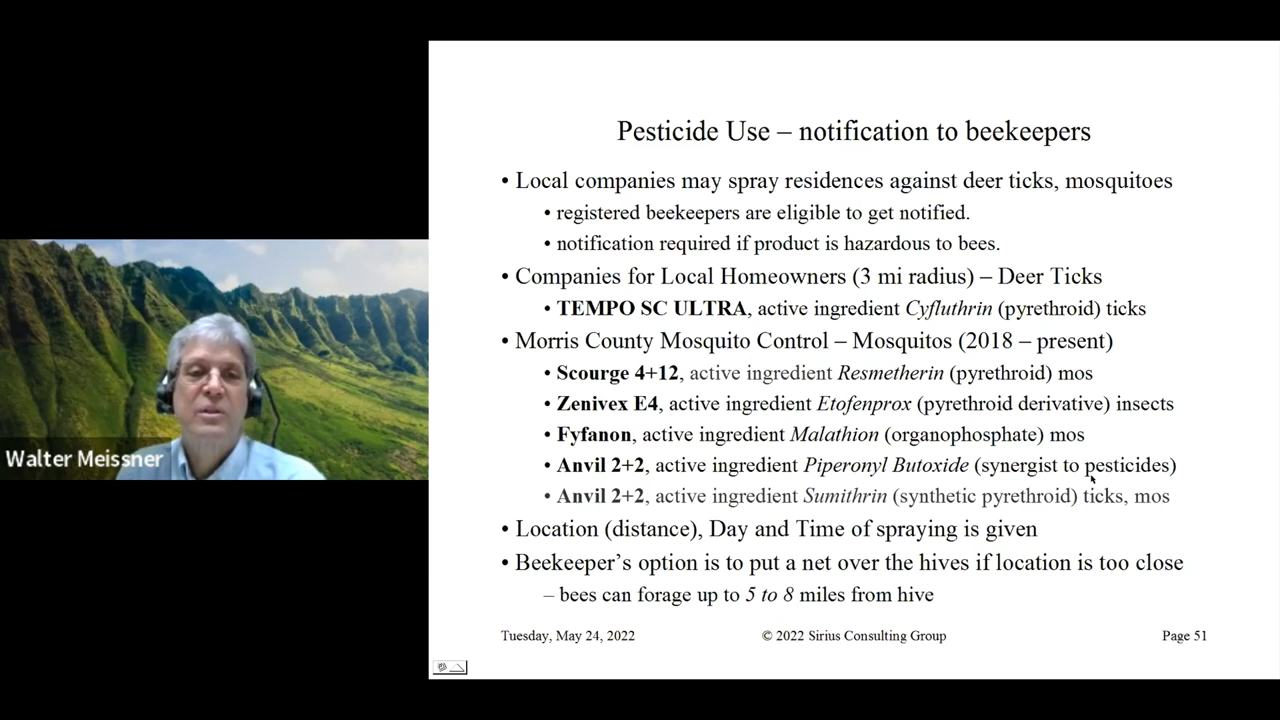 Pesticide Use – notification to beekeepers
• Local companies may spray residences against deer ticks, mosquitoes
• registered beekeepers are eligible to get notified.
• notification required if product is hazardous to bees.
• Companies for Local Homeowners (3 mi radius) – Deer Ticks
• TEMPO SC ULTRA, active ingredient Cyfluthrin (pyrethroid) ticks
• Morris County Mosquito Control – Mosquitos (2018 – present)
• Scourge 4+12, active ingredient Resmetherin (pyrethroid) mos
• Zenivex E4, active ingredient Etofenprox (pyrethroid derivative) insects
• Fyfanon, active ingredient Malathion (organophosphate) mos
• Anvil 2+2, active ingredient Piperonyl Butoxide (synergist to pesticides)
• Anvil 2+2, active ingredient Sumithrin (synthetic pyrethroid) ticks, mos
• Location (distance), Day and Time of spraying is given
• Beekeeper’s option is to put a net over the hives if location is too close
– bees can forage up to 5 to 8 miles from hive
Tuesday, May 24, 2022 © 2022 Sirius Consulting Group Page 51
Walter Meissner